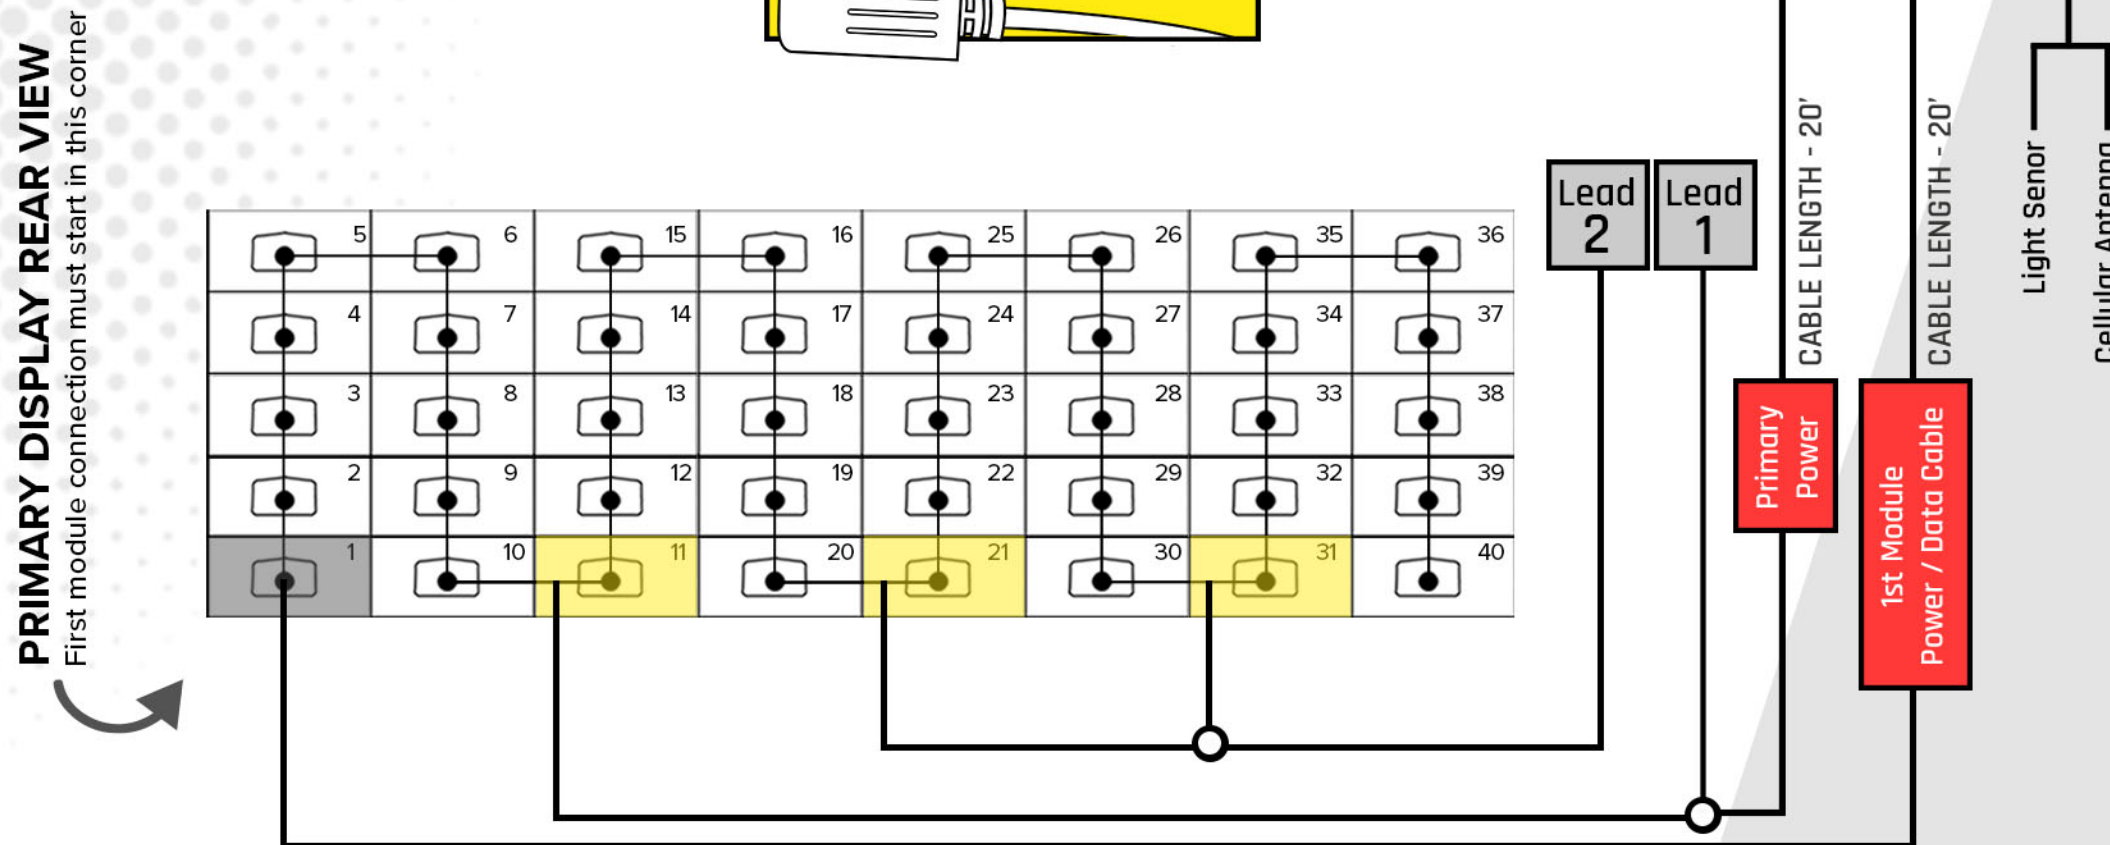 PRIMARY DISPLAY REAR VIEW
First module connection must start in this corner
5 6 15 16 25 26 35 36
4 7 14 17 24 27 34 37
3 8 13 18 23 28 33 38
2 9 12 19 22 29 32 39
1 10 11 20 21 30 31 40
Lead
2
Lead
1
CABLE LENGTH - 20'
Primary
Power
CABLE LENGTH - 20'
1st Module
Power / Data Cable
Light Senor
Cellular Antenna